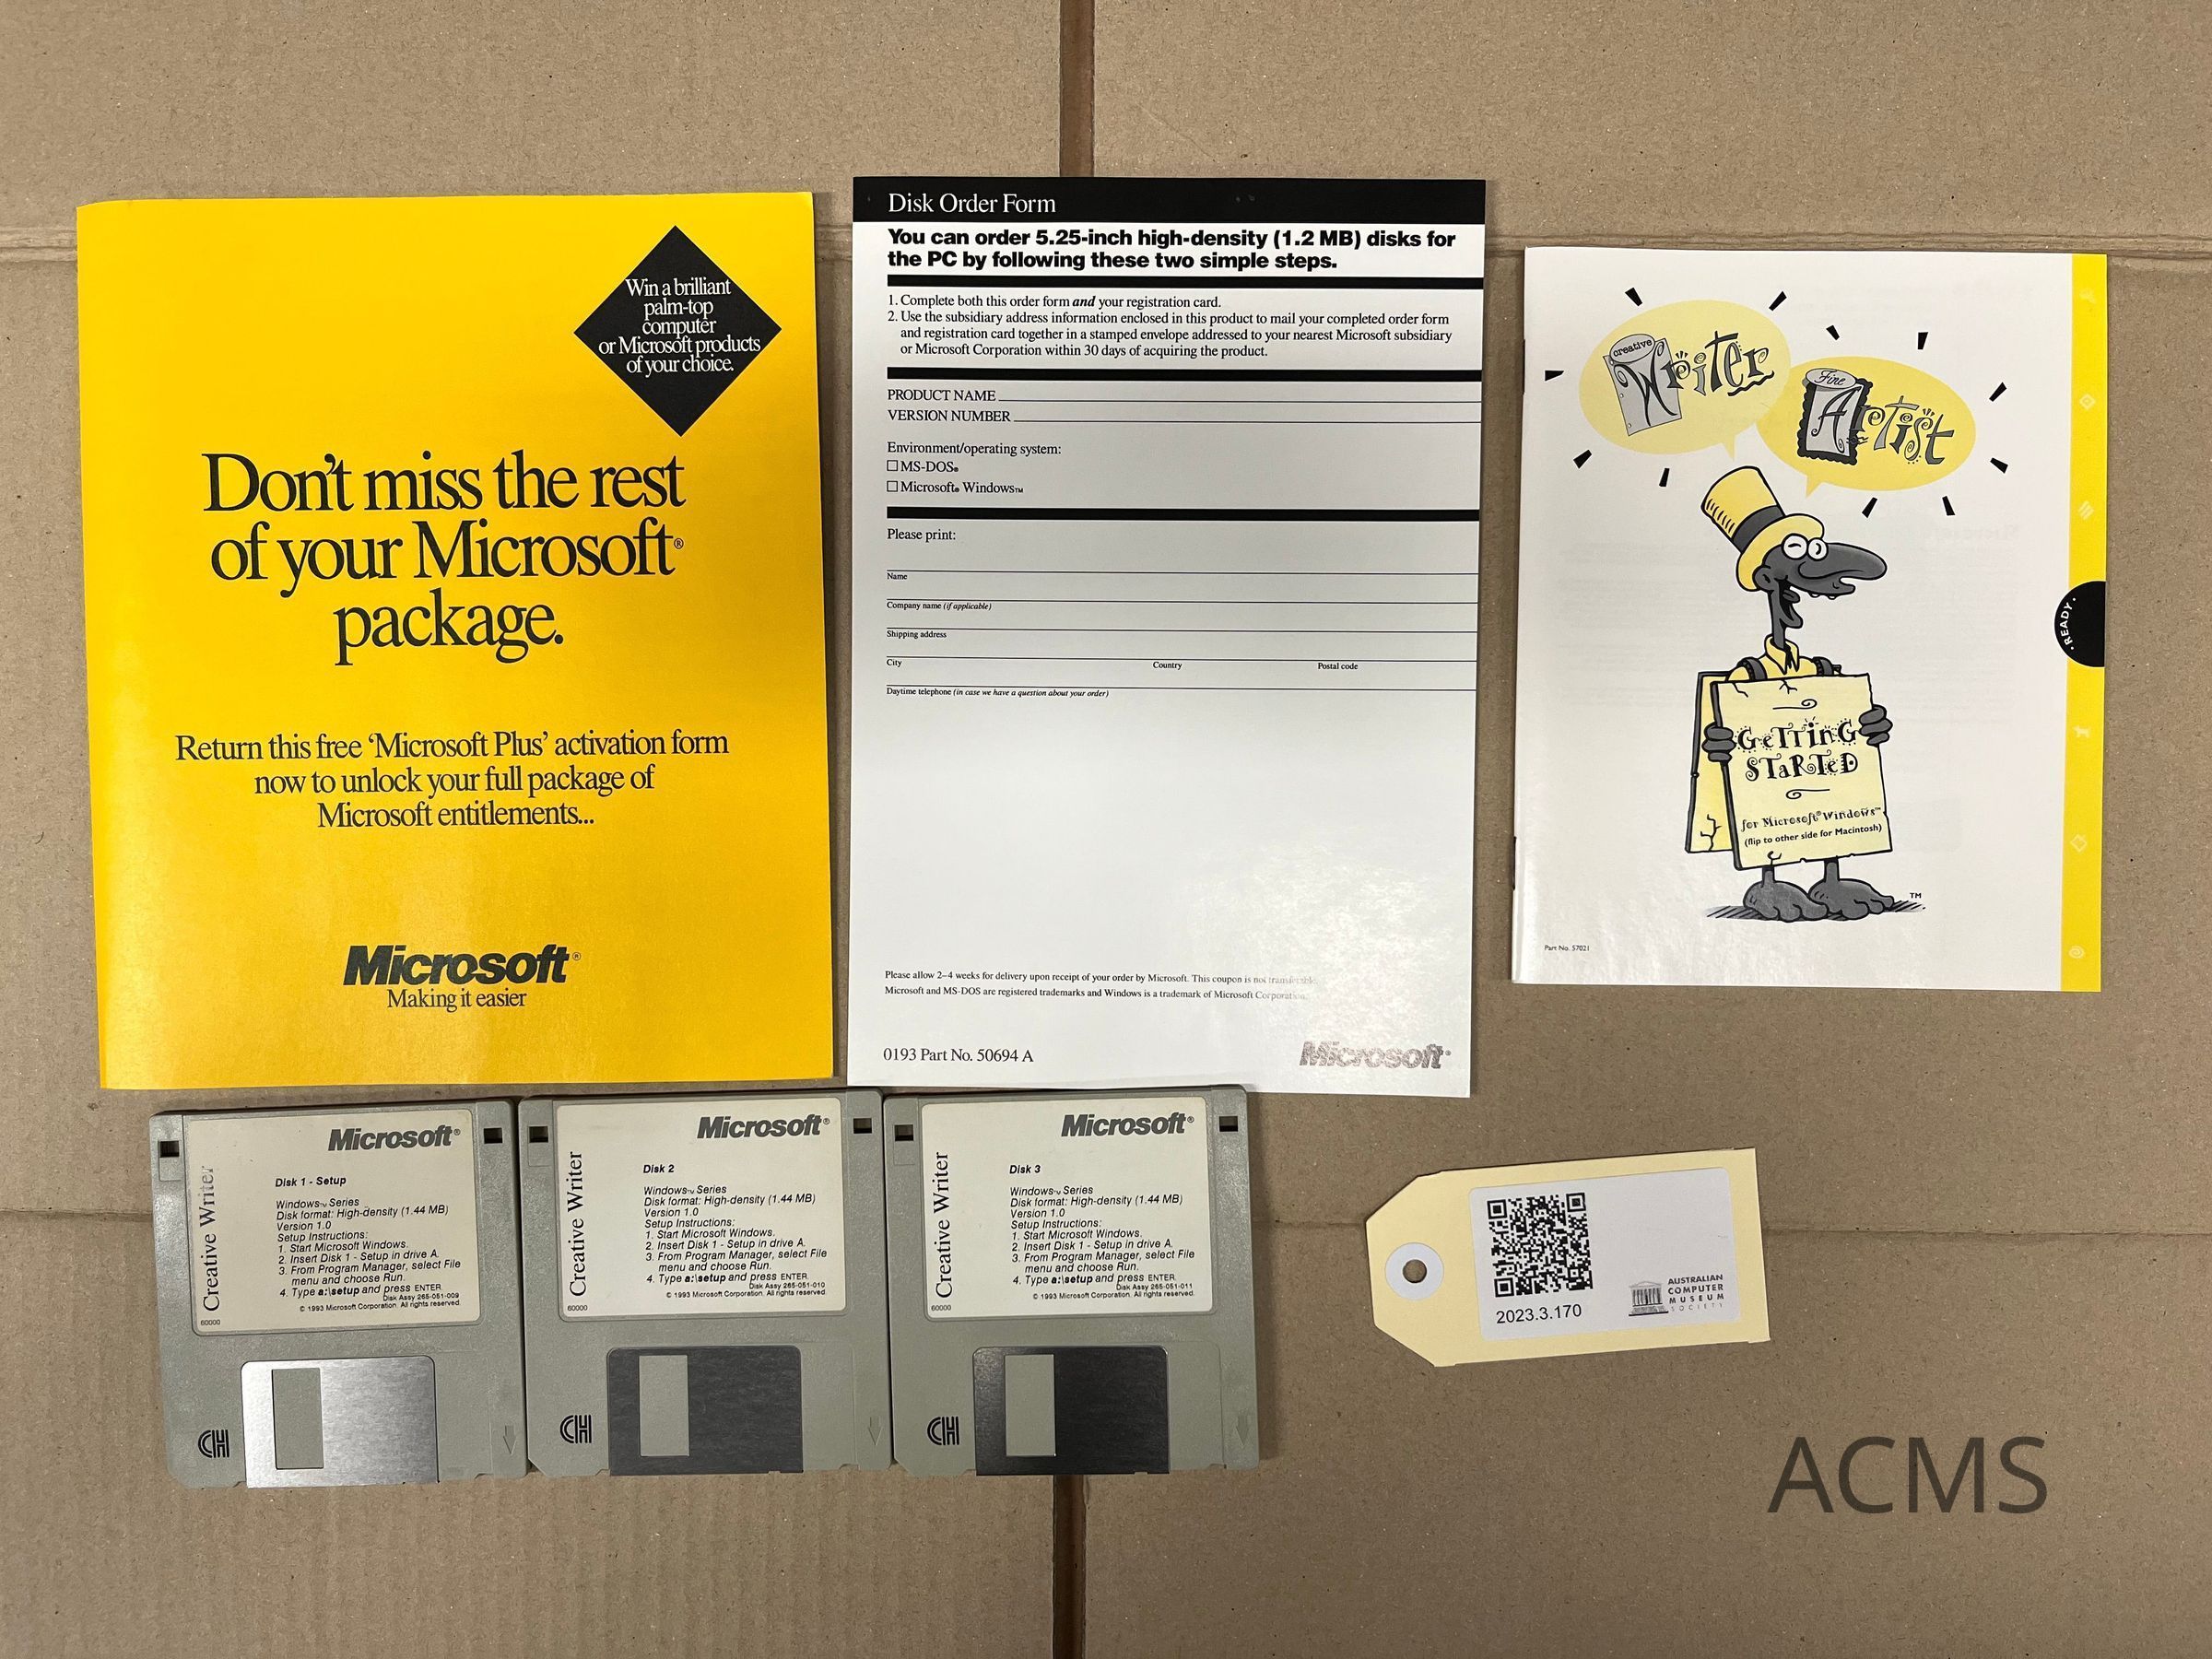 Win a brilliant
palm-top
computer
or Microsoft products
of your choice.
Don't miss the rest
of your Microsoft®
package.
Return this free 'Microsoft Plus' activation form
now to unlock your full package of
Microsoft entitlements...
Microsoft®
Making it easier
Disk Order Form
You can order 5.25-inch high-density (1.2 MB) disks for
the PC by following these two simple steps.
1. Complete both this order form and your registration card.
2. Use the subsidiary address information enclosed in this product to mail your completed order form
and registration card together in a stamped envelope addressed to your nearest Microsoft subsidiary
or Microsoft Corporation within 30 days of acquiring the product.
PRODUCT NAME
VERSION NUMBER
Environment/operating system:
☐ MS-DOS®
☐ Microsoft® Windows™
Please print:
Name
Company name (if applicable)
Shipping address
City Country Postal code
Daytime telephone (in case we have a question about your order)
Please allow 2–4 weeks for delivery upon receipt of your order by Microsoft. This coupon is not transferable.
Microsoft and MS-DOS are registered trademarks and Windows is a trademark of Microsoft Corporation.
0193 Part No. 50694 A
Microsoft®
creative
Writer
Fine
Artist
GeTTinG
STaRTeD
for Microsoft® Windows™
(flip to other side for Macintosh)
TM
Part No. 57021
·READY·
Microsoft®
Creative Writer
Disk 1 - Setup
Windows™ Series
Disk format: High-density (1.44 MB)
Version 1.0
Setup Instructions:
1. Start Microsoft Windows.
2. Insert Disk 1 - Setup in drive A.
3. From Program Manager, select File
menu and choose Run.
4. Type a:\setup and press ENTER.
Disk Assy 265-051-009
© 1993 Microsoft Corporation. All rights reserved.
60000
Microsoft®
Creative Writer
Disk 2
Windows™ Series
Disk format: High-density (1.44 MB)
Version 1.0
Setup Instructions:
1. Start Microsoft Windows.
2. Insert Disk 1 - Setup in drive A.
3. From Program Manager, select File
menu and choose Run.
4. Type a:\setup and press ENTER.
Disk Assy 265-051-010
© 1993 Microsoft Corporation. All rights reserved.
60000
Microsoft®
Creative Writer
Disk 3
Windows™ Series
Disk format: High-density (1.44 MB)
Version 1.0
Setup Instructions:
1. Start Microsoft Windows.
2. Insert Disk 1 - Setup in drive A.
3. From Program Manager, select File
menu and choose Run.
4. Type a:\setup and press ENTER.
Disk Assy 265-051-011
© 1993 Microsoft Corporation. All rights reserved.
60000
2023.3.170
AUSTRALIAN
COMPUTER
MUSEUM
SOCIETY
ACMS